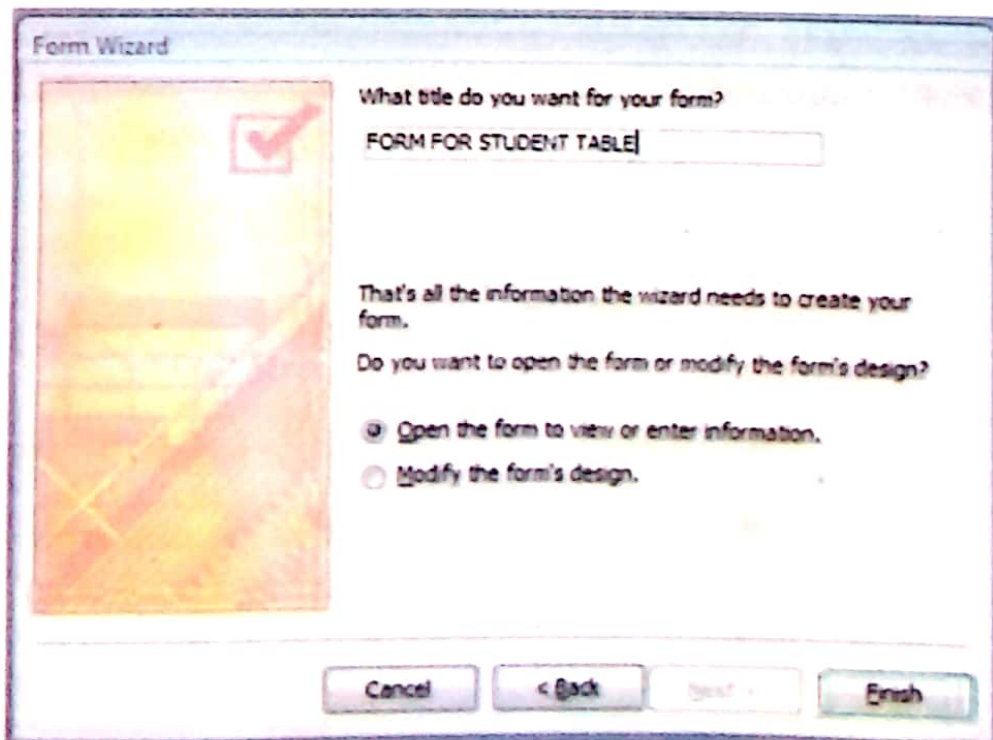 Form Wizard
What title do you want for your form?
FORM FOR STUDENT TABLE
That's all the information the wizard needs to create your
form.
Do you want to open the form or modify the form's design?
Open the form to view or enter information.
Modify the form's design.
Cancel
< Back
Next >
Finish